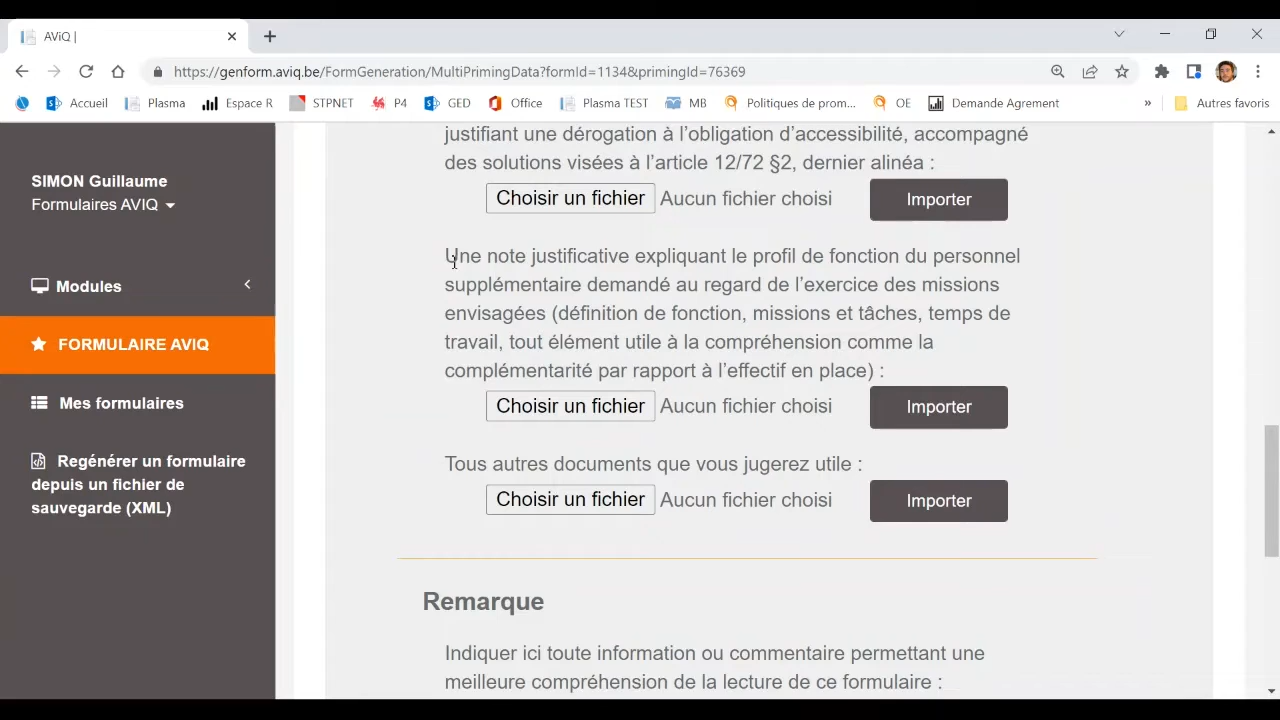 AViQ |
https://genform.aviq.be/FormGeneration/MultiPrimingData?formId=1134&primingId=76369
Accueil Plasma Espace R STPNET P4 GED Office Plasma TEST MB Politiques de prom... OE Demande Agrement » Autres favoris
SIMON Guillaume
Formulaires AVIQ
Modules
FORMULAIRE AVIQ
Mes formulaires
Regénérer un formulaire
depuis un fichier de
sauvegarde (XML)
justifiant une dérogation à l’obligation d’accessibilité, accompagné
des solutions visées à l’article 12/72 §2, dernier alinéa :
Choisir un fichier Aucun fichier choisi Importer
Une note justificative expliquant le profil de fonction du personnel
supplémentaire demandé au regard de l’exercice des missions
envisagées (définition de fonction, missions et tâches, temps de
travail, tout élément utile à la compréhension comme la
complémentarité par rapport à l’effectif en place) :
Choisir un fichier Aucun fichier choisi Importer
Tous autres documents que vous jugerez utile :
Choisir un fichier Aucun fichier choisi Importer
Remarque
Indiquer ici toute information ou commentaire permettant une
meilleure compréhension de la lecture de ce formulaire :